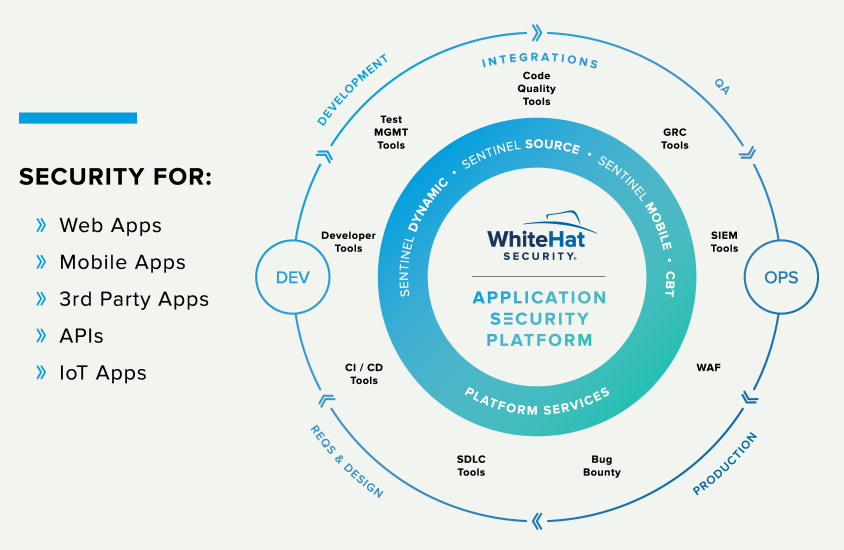 SECURITY FOR:
Web Apps
Mobile Apps
3rd Party Apps
APIs
IoT Apps
INTEGRATIONS
DEVELOPMENT
QA
Code
Quality
Tools
Test
MGMT
Tools
GRC
Tools
SENTINEL DYNAMIC • SENTINEL SOURCE • SENTINEL MOBILE • CBT
Developer
Tools
SIEM
Tools
DEV
OPS
WhiteHat
SECURITY®
APPLICATION
SECURITY
PLATFORM
CI / CD
Tools
WAF
PLATFORM SERVICES
SDLC
Tools
Bug
Bounty
REQS & DESIGN
PRODUCTION